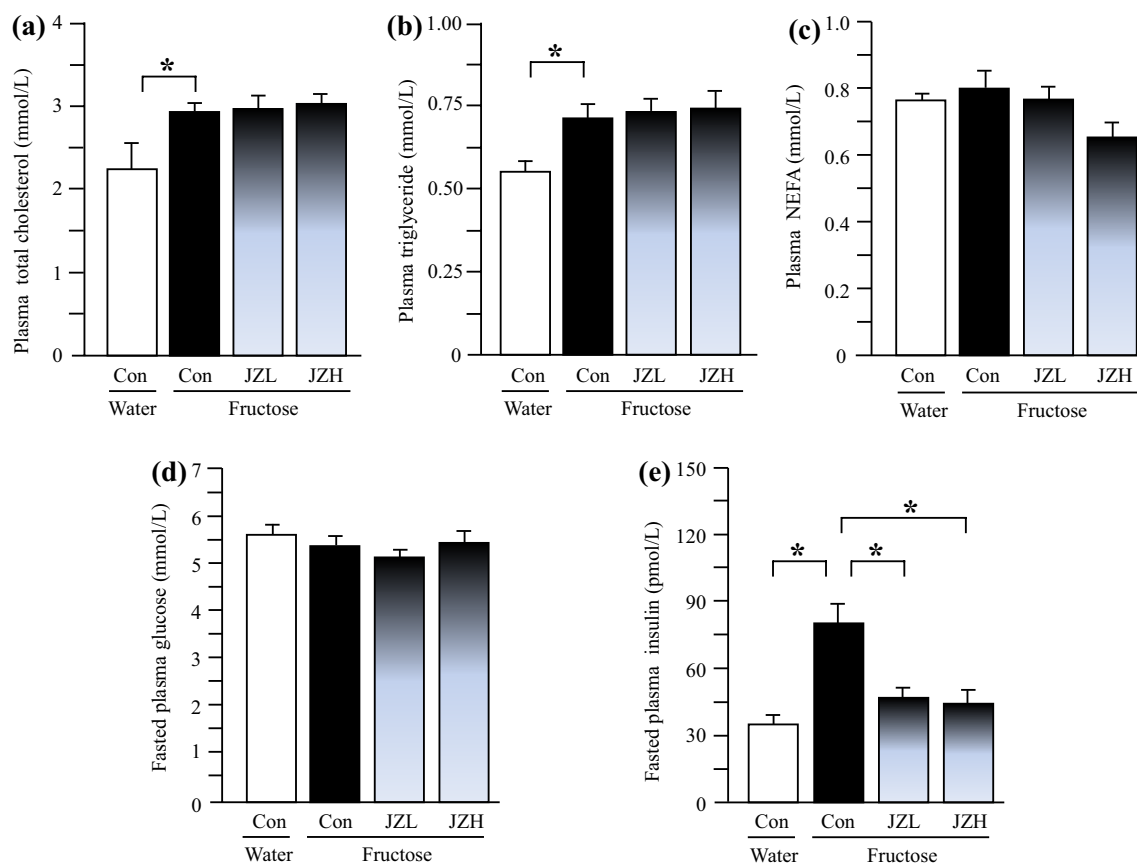 (a)
Plasma total cholesterol (mmol/L)
4
3
2
1
0
*
Con Con JZL JZH
Water Fructose
(b)
Plasma triglyceride (mmol/L)
1.00
0.75
0.50
0.25
0
*
Con Con JZL JZH
Water Fructose
(c)
Plasma NEFA (mmol/L)
1.0
0.8
0.6
0.4
0.2
0
Con Con JZL JZH
Water Fructose
(d)
Fasted plasma glucose (mmol/L)
7
6
5
4
3
2
1
0
Con Con JZL JZH
Water Fructose
(e)
Fasted plasma insulin (pmol/L)
150
120
90
60
30
0
*
* *
Con Con JZL JZH
Water Fructose